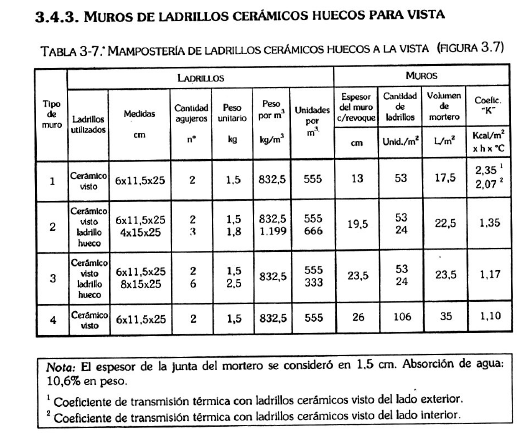 3.4.3. MUROS DE LADRILLOS CERÁMICOS HUECOS PARA VISTA
TABLA 3-7.* MAMPOSTERÍA DE LADRILLOS CERÁMICOS HUECOS A LA VISTA (FIGURA 3.7)
Tipo de muro | LADRILLOS | MUROS
Ladrillos utilizados | Medidas cm | Cantidad agujeros nº | Peso unitario kg | Peso por m³ kg/m³ | Unidades por m³. | Espesor del muro c/revoque cm | Cantidad de ladrillos Unid./m² | Volumen de mortero L/m² | Coefic. "K" Kcal/m² x h x °C
1 | Cerámico visto | 6x11,5x25 | 2 | 1,5 | 832,5 | 555 | 13 | 53 | 17,5 | 2,35 ¹ 2,07 ²
2 | Cerámico visto ladrillo hueco | 6x11,5x25 4x15x25 | 2 3 | 1,5 1,8 | 832,5 1.199 | 555 666 | 19,5 | 53 24 | 22,5 | 1,35
3 | Cerámico visto ladrillo hueco | 6x11,5x25 8x15x25 | 2 6 | 1,5 2,5 | 832,5 | 555 333 | 23,5 | 53 24 | 23,5 | 1,17
4 | Cerámico visto | 6x11,5x25 | 2 | 1,5 | 832,5 | 555 | 26 | 106 | 35 | 1,10
Nota: El espesor de la junta del mortero se consideró en 1,5 cm. Absorción de agua:
10,6% en peso.
¹ Coeficiente de transmisión térmica con ladrillos cerámicos visto del lado exterior.
² Coeficiente de transmisión térmica con ladrillos cerámicos visto del lado interior.